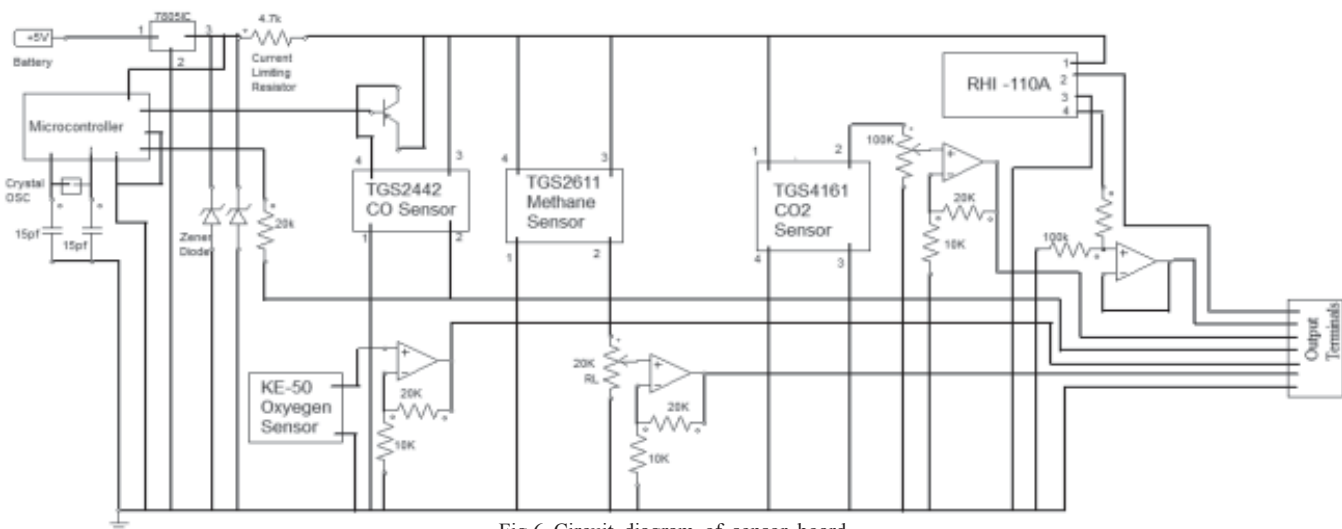 7805IC
+5V
Battery
1
3
2
4.7k
Current
Limiting
Resistor
Microcontroller
Crystal
OSC
15pf
15pf
Zener
Diode
20k
4
3
TGS2442
CO Sensor
1
2
4
3
TGS2611
Methane
Sensor
1
2
1
2
TGS4161
CO2
Sensor
4
3
100K
+
−
20K
10K
RHI -110A
1
2
3
4
100k
+
−
Output
Terminals
KE-50
Oxyegen
Sensor
+
−
20K
10K
20K
RL
+
−
20K
10K
Fig.6. Circuit diagram of sensor board